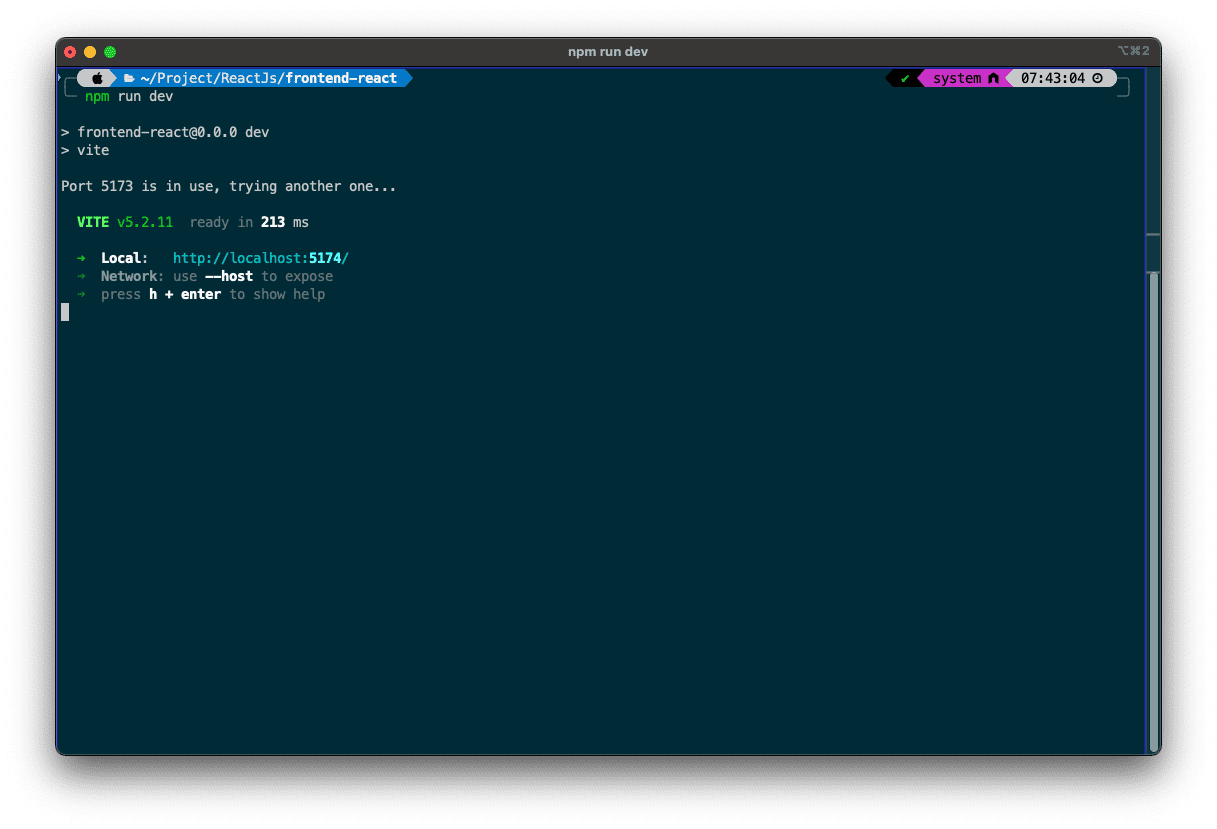 npm run dev
⌥⌘2
~/Project/ReactJs/frontend-react
✔ system 07:43:04
npm run dev
> frontend-react@0.0.0 dev
> vite
Port 5173 is in use, trying another one...
VITE v5.2.11 ready in 213 ms
➜ Local: http://localhost:5174/
➜ Network: use --host to expose
➜ press h + enter to show help